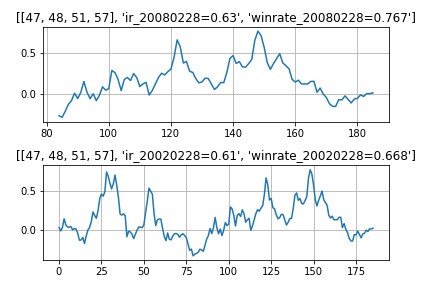 [[47, 48, 51, 57], 'ir_20080228=0.63', 'winrate_20080228=0.767']
0.5
0.0
80 100 120 140 160 180
[[47, 48, 51, 57], 'ir_20020228=0.61', 'winrate_20020228=0.668']
0.5
0.0
0 25 50 75 100 125 150 175